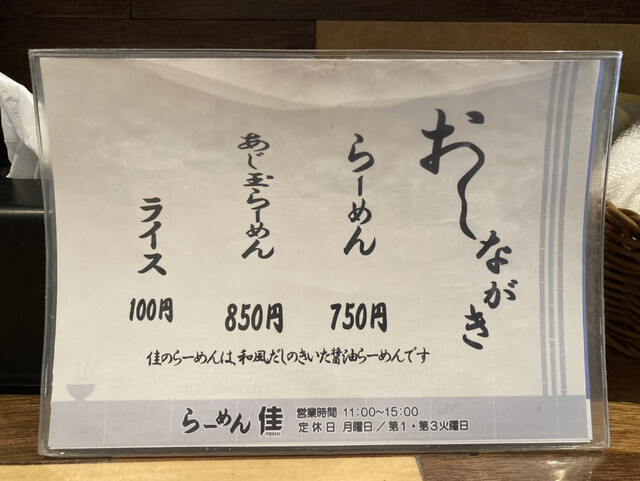 おしながき
らーめん
750円
あじ玉らーめん
850円
ライス
100円
佳のらーめんは、和風だしのきいた醤油らーめんです
らーめん 佳
YOSHI
営業時間 11:00～15:00
定休日 月曜日／第1・第3火曜日